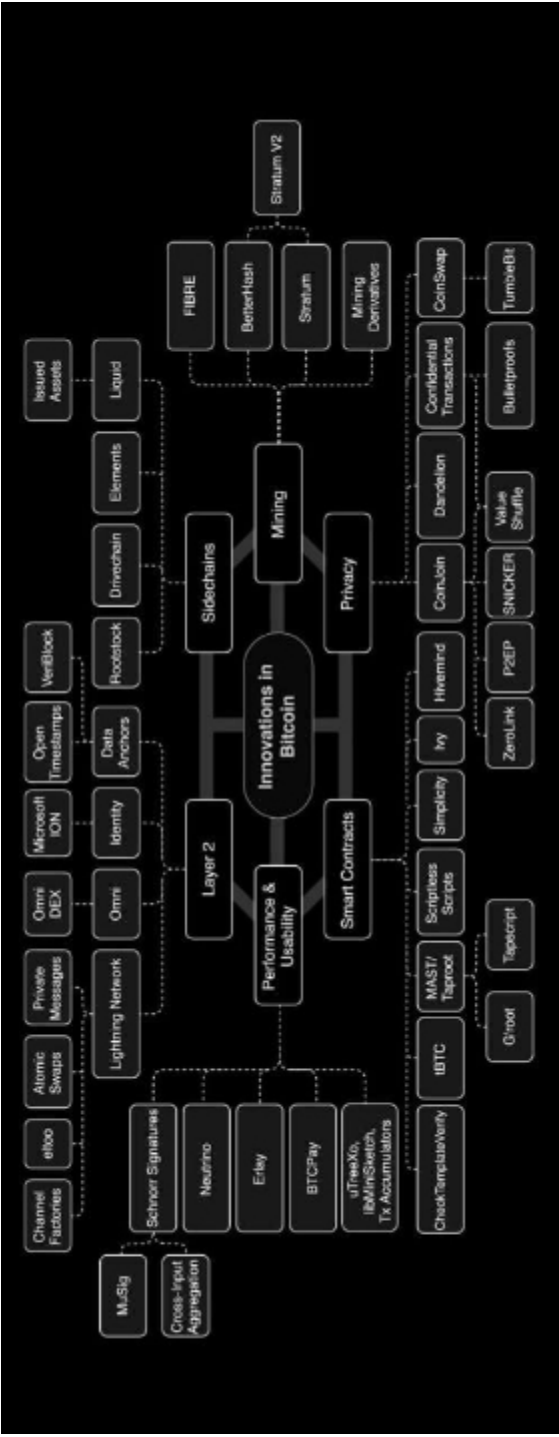 Channel
Factories
eltoo
Atomic
Swaps
Private
Messages
Omni
DEX
Microsoft
ION
Open
Timestamps
VeriBlock
Issued
Assets
Lightning Network
Omni
Identity
Data
Anchors
Rootstock
Drivechain
Elements
Liquid
Layer 2
Sidechains
MuSig
Cross-Input
Aggregation
Schnorr Signatures
Neutrino
Erlay
BTCPay
uTreeXo,
libMiniSketch,
Tx Accumulators
Performance &
Usability
Innovations in
Bitcoin
Mining
FIBRE
BetterHash
Stratum
Mining
Derivatives
Stratum V2
Smart Contracts
Privacy
CheckTemplateVerify
tBTC
MAST/
Taproot
Scriptless
Scripts
Simplicity
Ivy
Hivemind
CoinJoin
Dandelion
Confidential
Transactions
CoinSwap
G'root
Tapscript
ZeroLink
P2EP
SNICKER
Value
Shuffle
Bulletproofs
TumbleBit